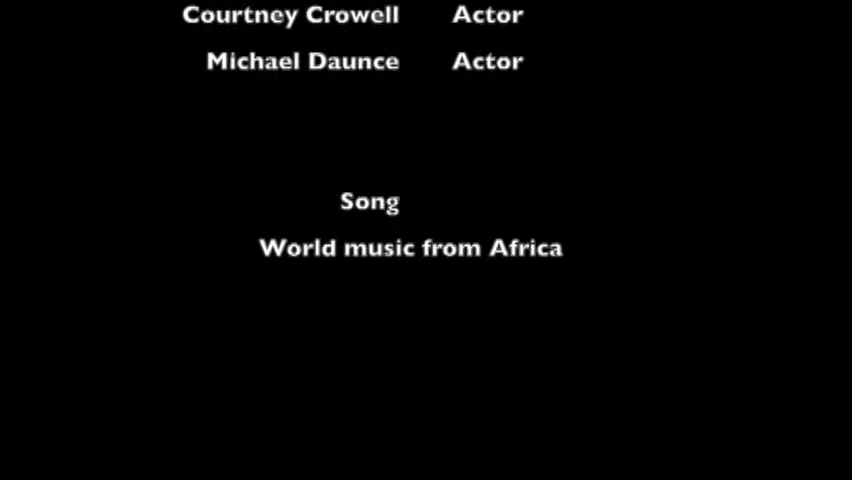 Courtney Crowell Actor
Michael Daunce Actor
Song
World music from Africa